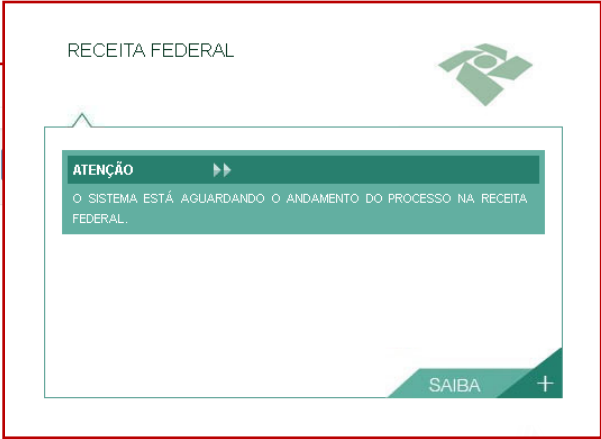 RECEITA FEDERAL
ATENÇÃO
O SISTEMA ESTÁ AGUARDANDO O ANDAMENTO DO PROCESSO NA RECEITA
FEDERAL.
SAIBA +